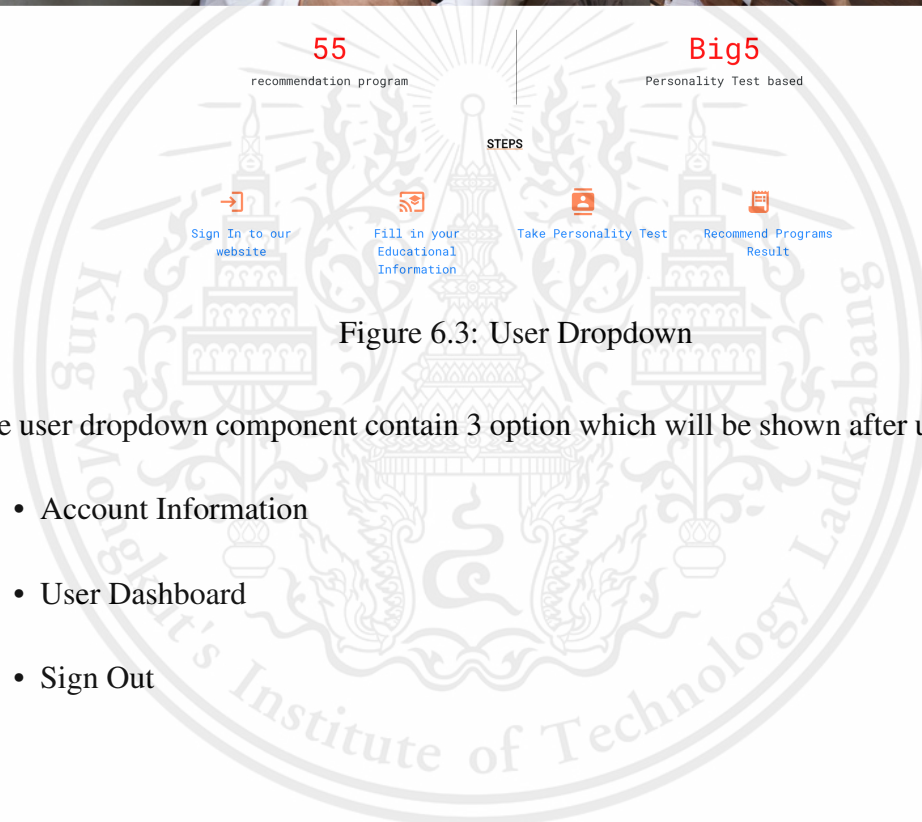 55
Big5
recommendation program
Personality Test based
STEPS
Sign In to our
website
Fill in your
Educational
Information
Take Personality Test
Recommend Programs
Result
Figure 6.3: User Dropdown
e user dropdown component contain 3 option which will be shown after u
• Account Information
• User Dashboard
• Sign Out
King Mongkut's Institute of Technology Ladkrabang